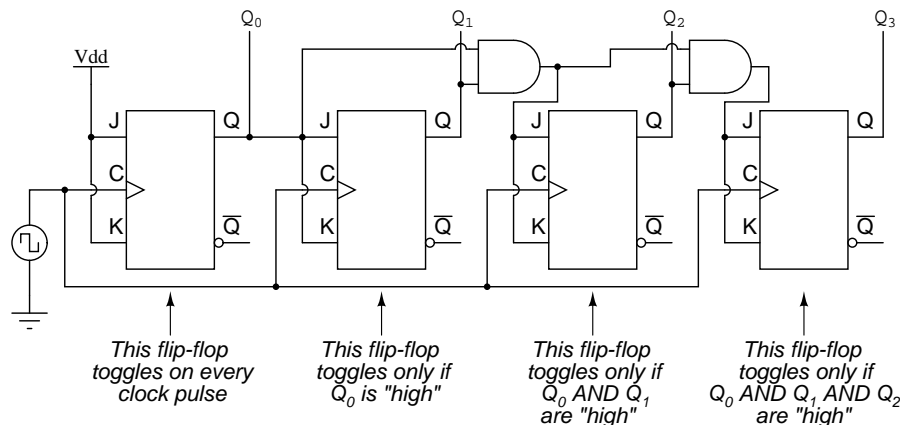 Q0 Q1 Q2 Q3
Vdd
J Q J Q J Q J Q
C C C C
K Q̅ K Q̅ K Q̅ K Q̅
This flip-flop
toggles on every
clock pulse
This flip-flop
toggles only if
Q0 is "high"
This flip-flop
toggles only if
Q0 AND Q1
are "high"
This flip-flop
toggles only if
Q0 AND Q1 AND Q2
are "high"